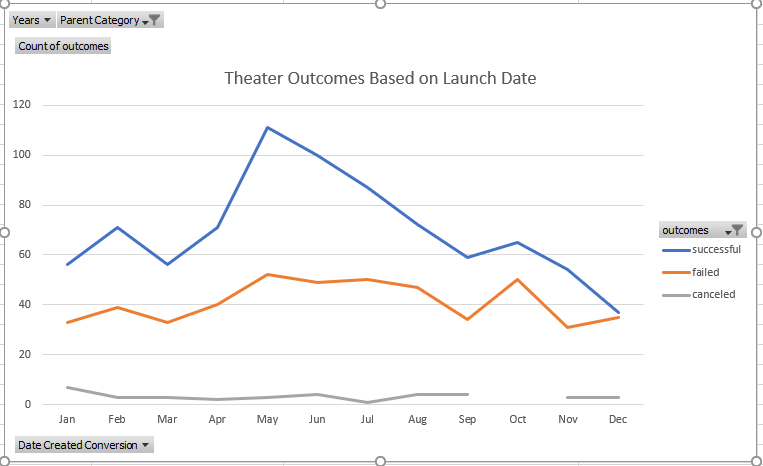 Years Parent Category
Count of outcomes
Theater Outcomes Based on Launch Date
120
100
80
60
40
20
0
Jan Feb Mar Apr May Jun Jul Aug Sep Oct Nov Dec
outcomes
successful
failed
canceled
Date Created Conversion